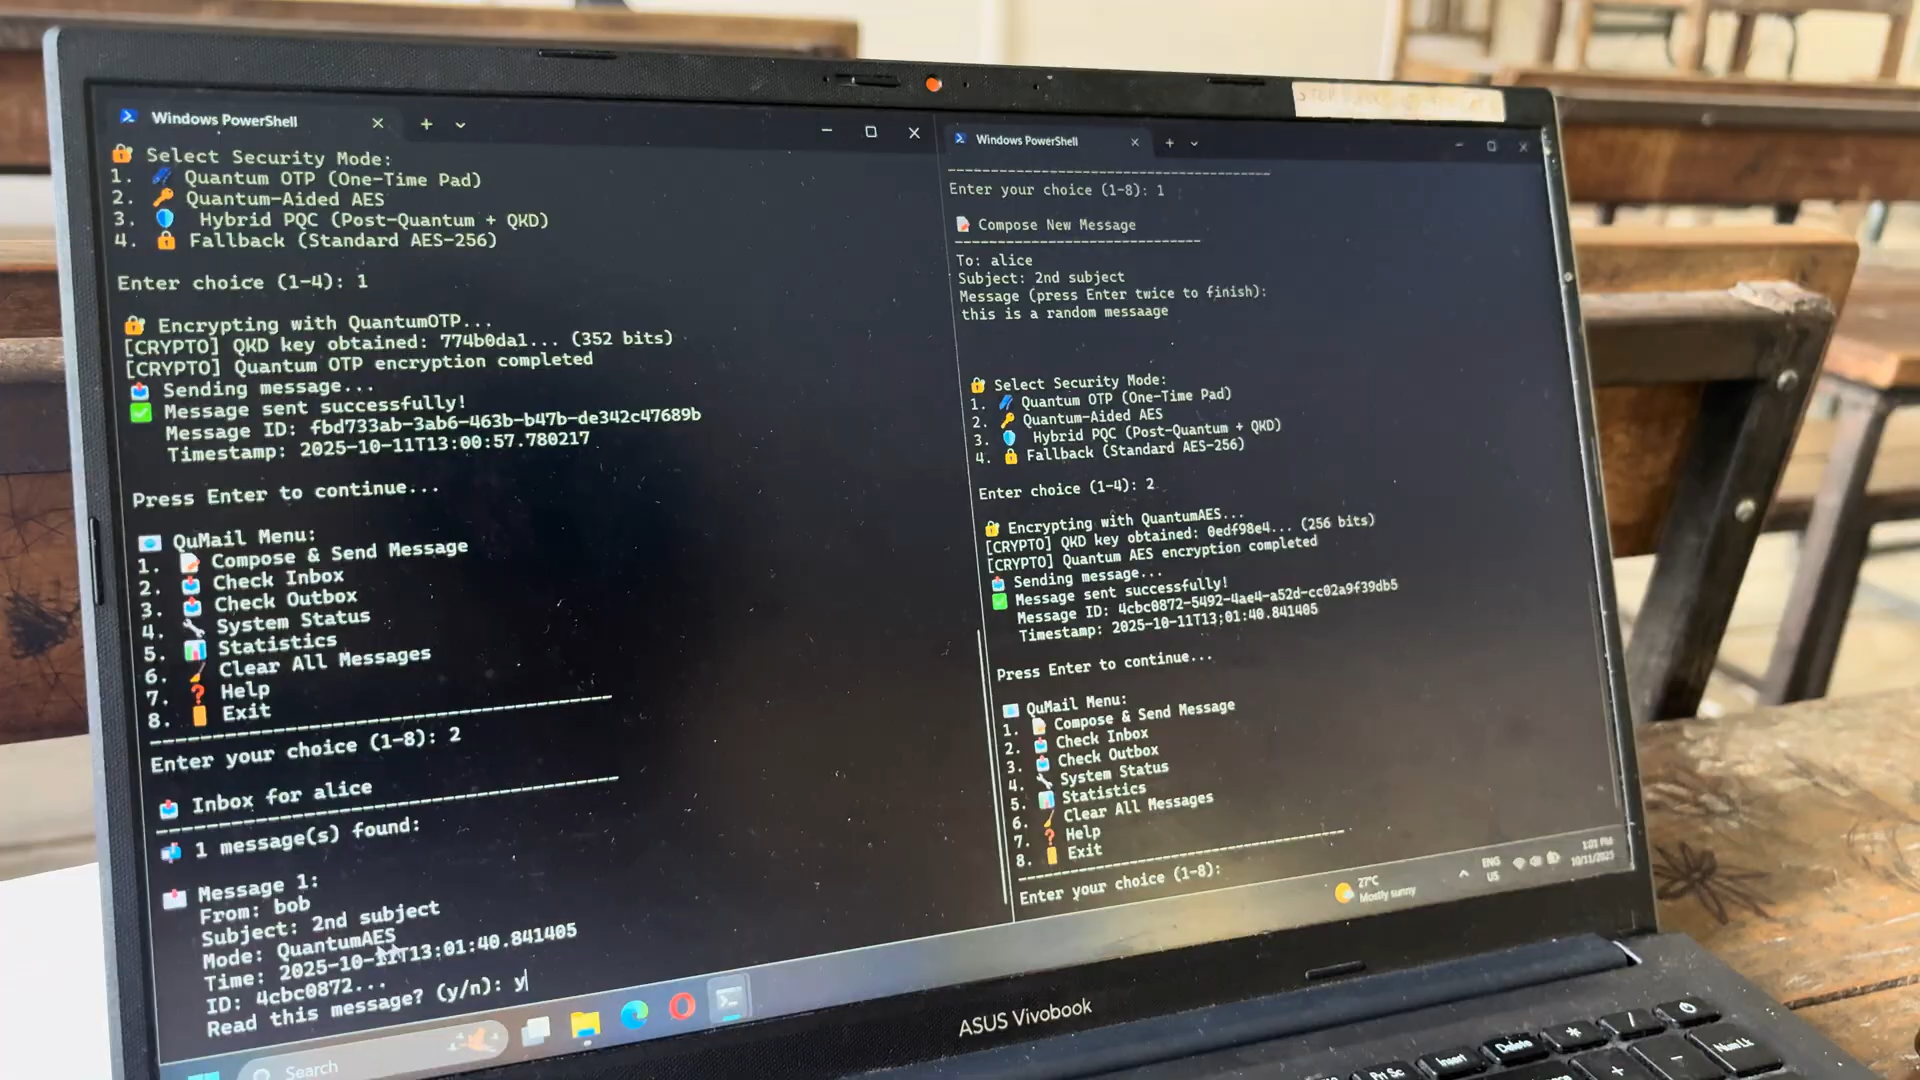 Windows PowerShell
Select Security Mode:
1. Quantum OTP (One-Time Pad)
2. Quantum-Aided AES
3. Hybrid PQC (Post-Quantum + QKD)
4. Fallback (Standard AES-256)
Enter choice (1-4): 1
Encrypting with QuantumOTP...
[CRYPTO] QKD key obtained: 774b0da1... (352 bits)
[CRYPTO] Quantum OTP encryption completed
Sending message...
Message sent successfully!
Message ID: fbd733ab-3ab6-463b-b47b-de342c47689b
Timestamp: 2025-10-11T13:00:57.780217
Press Enter to continue...
QuMail Menu:
1. Compose & Send Message
2. Check Inbox
3. Check Outbox
4. System Status
5. Statistics
6. Clear All Messages
7. Help
8. Exit
Enter your choice (1-8): 2
Inbox for alice
1 message(s) found:
Message 1:
From: bob
Subject: 2nd subject
Mode: QuantumAES
Time: 2025-10-11T13:01:40.841405
ID: 4cbc0872...
Read this message? (y/n): y
Search
Windows PowerShell
Enter your choice (1-8): 1
Compose New Message
To: alice
Subject: 2nd subject
Message (press Enter twice to finish):
this is a random messaage
Select Security Mode:
1. Quantum OTP (One-Time Pad)
2. Quantum-Aided AES
3. Hybrid PQC (Post-Quantum + QKD)
4. Fallback (Standard AES-256)
Enter choice (1-4): 2
Encrypting with QuantumAES...
[CRYPTO] QKD key obtained: 0edf98e4... (256 bits)
[CRYPTO] Quantum AES encryption completed
Sending message...
Message sent successfully!
Message ID: 4cbc0872-5492-4ae4-a52d-cc02a9f39db5
Timestamp: 2025-10-11T13:01:40.841405
Press Enter to continue...
QuMail Menu:
1. Compose & Send Message
2. Check Inbox
3. Check Outbox
4. System Status
5. Statistics
6. Clear All Messages
7. Help
8. Exit
Enter your choice (1-8):
27°C
Mostly sunny
ENG
US
1:01 PM
10/11/2025
ASUS Vivobook
Prt Sc
Insert
Delete
*
/
+
-
Num Lk